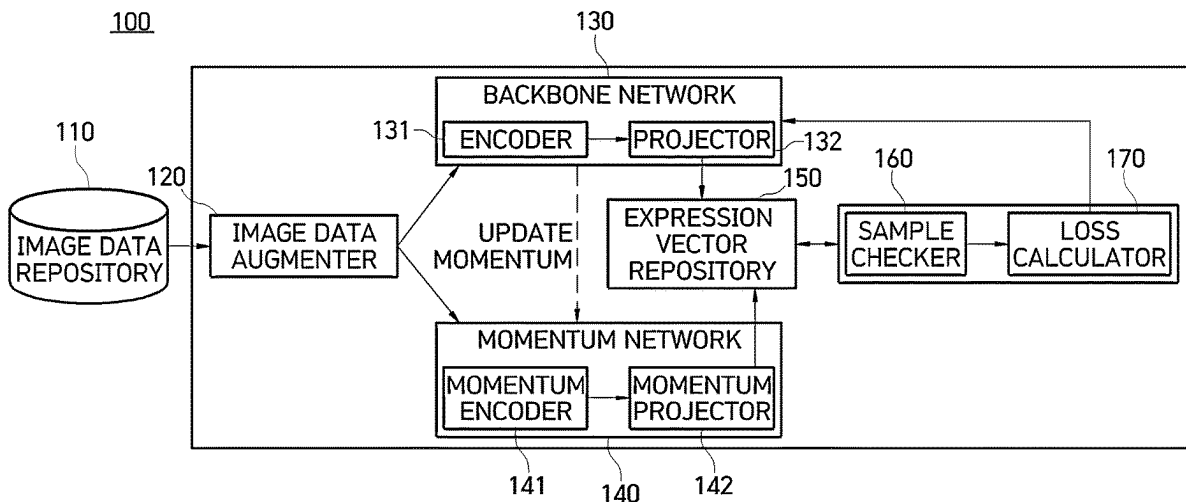 100
130
BACKBONE NETWORK
131
ENCODER
PROJECTOR
132
110
120
150
160
170
IMAGE DATA
REPOSITORY
IMAGE DATA
AUGMENTER
UPDATE
MOMENTUM
EXPRESSION
VECTOR
REPOSITORY
SAMPLE
CHECKER
LOSS
CALCULATOR
MOMENTUM NETWORK
MOMENTUM
ENCODER
MOMENTUM
PROJECTOR
141
140
142